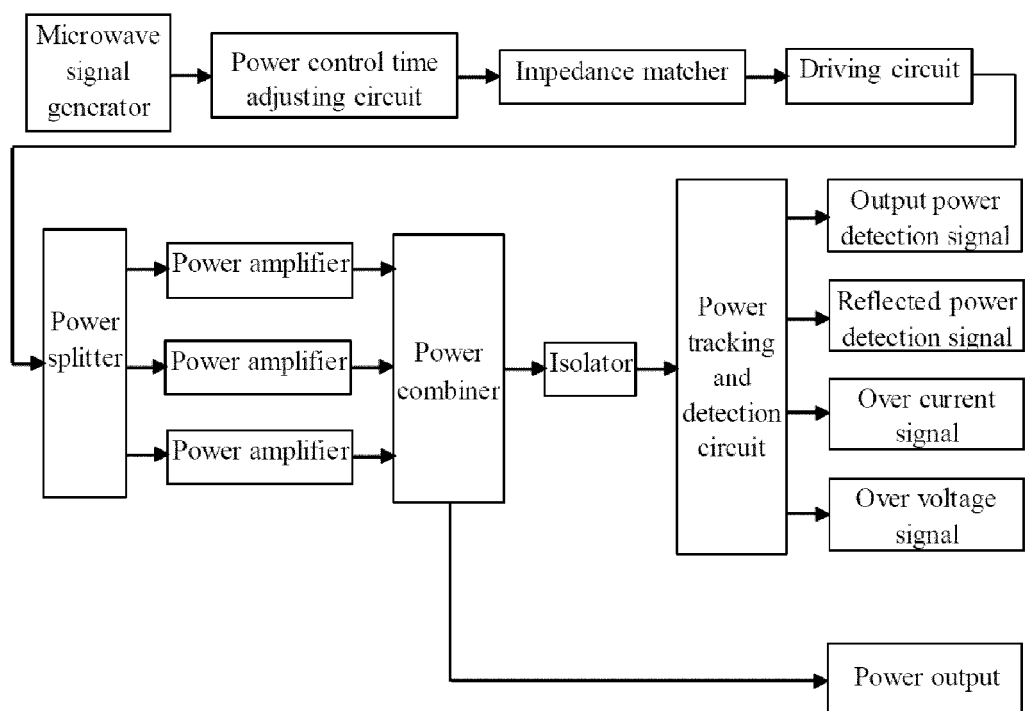 Microwave
signal
generator
Power control time
adjusting circuit
Impedance matcher
Driving circuit
Power
splitter
Power amplifier
Power amplifier
Power amplifier
Power
combiner
Isolator
Power
tracking
and
detection
circuit
Output power
detection signal
Reflected power
detection signal
Over current
signal
Over voltage
signal
Power output